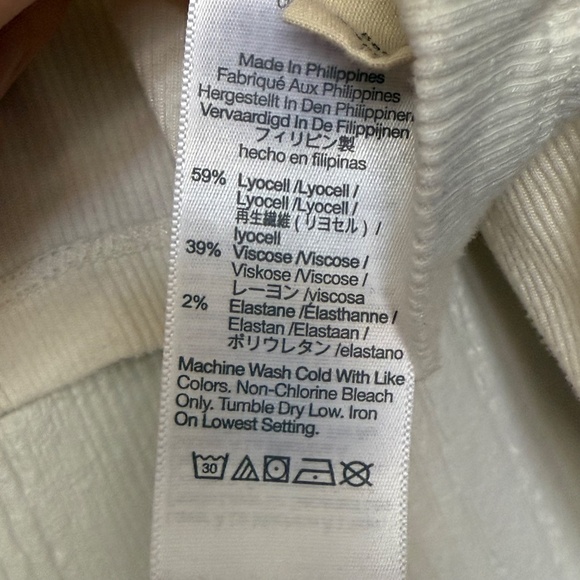 Made In Philippines
Fabriqué Aux Philippines
Hergestellt In Den Philippinen
Vervaardigd In De Filippijnen
フィリピン製
hecho en filipinas
59% Lyocell /Lyocell /
Lyocell /Lyocell /
再生繊維 ( リヨセル ) /
lyocell
39% Viscose /Viscose /
Viskose /Viscose /
レーヨン /viscosa
2% Elastane /Élasthanne /
Elastan /Elastaan /
ポリウレタン /elastano
Machine Wash Cold With Like
Colors. Non-Chlorine Bleach
Only. Tumble Dry Low. Iron
On Lowest Setting.
30